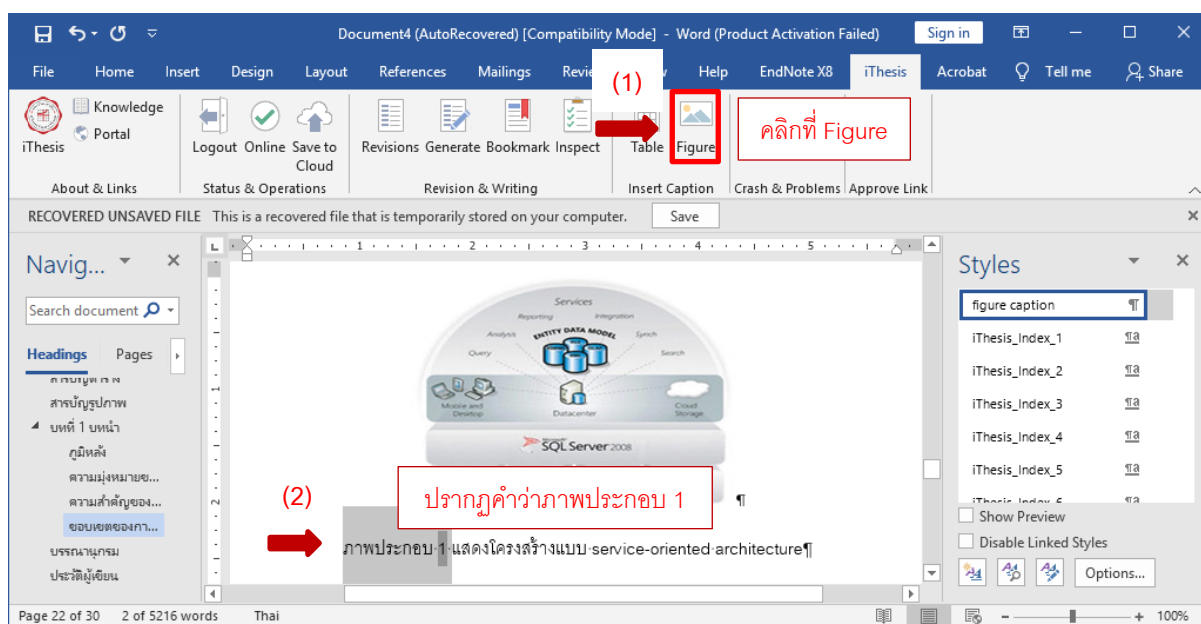 Document4 (AutoRecovered) [Compatibility Mode] - Word (Product Activation Failed) Sign in
File Home Insert Design Layout References Mailings Help EndNote X8 iThesis Acrobat Tell me Share
(1)
Knowledge
Portal
iThesis
Logout Online Save to Cloud
Revisions Generate Bookmark Inspect
Table Figure
คลิกที่ Figure
About & Links Status & Operations Revision & Writing Insert Caption Crash & Problems Approve Link
RECOVERED UNSAVED FILE This is a recovered file that is temporarily stored on your computer. Save
1 2 3 4 5
Navig...
Search document
Headings Pages
สารบัญรูปภาพ
บทที่ 1 บทนำ
ภูมิหลัง
ความมุ่งหมายข...
ความสำคัญของ...
ขอบเขตของกา...
บรรณานุกรม
ประวัติผู้เขียน
Services
Reporting Integration
Analysis ENTITY DATA MODEL Synch
Query Search
Mobile and Desktop
Datacenter
Cloud Storage
Microsoft
SQL Server 2008
(2)
ปรากฏคำว่าภาพประกอบ 1
ภาพประกอบ 1 แสดงโครงสร้างแบบ service-oriented architecture
Styles
figure caption
iThesis_Index_1
iThesis_Index_2
iThesis_Index_3
iThesis_Index_4
iThesis_Index_5
Show Preview
Disable Linked Styles
Options...
Page 22 of 30 2 of 5216 words Thai 100%